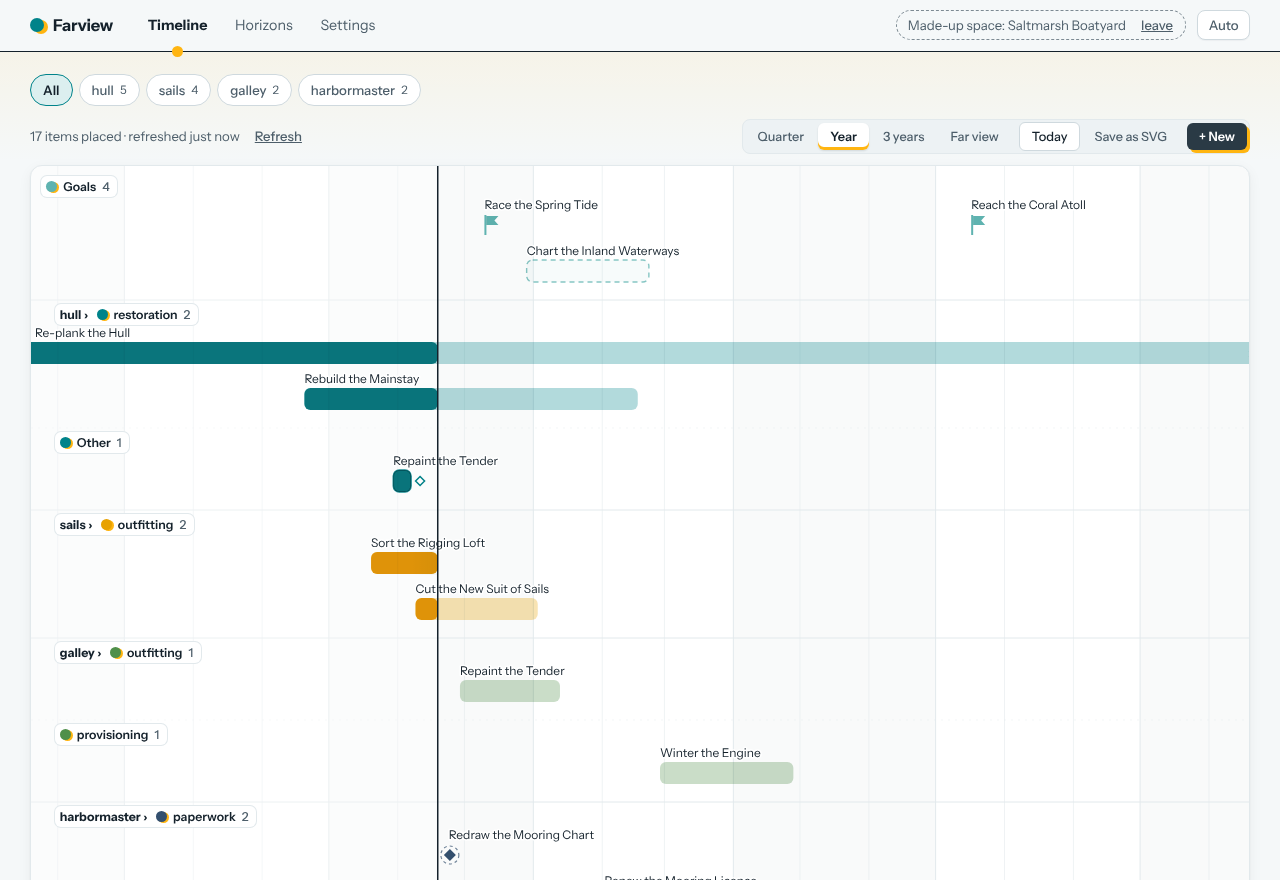 Farview Timeline Horizons Settings Made-up space: Saltmarsh Boatyard leave Auto
All hull 5 sails 4 galley 2 harbormaster 2
17 items placed · refreshed just now Refresh Quarter Year 3 years Far view Today Save as SVG + New
Goals 4
Race the Spring Tide Reach the Coral Atoll
Chart the Inland Waterways
hull › restoration 2
Re-plank the Hull
Rebuild the Mainstay
Other 1
Repaint the Tender
sails › outfitting 2
Sort the Rigging Loft
Cut the New Suit of Sails
galley › outfitting 1
Repaint the Tender
provisioning 1
Winter the Engine
harbormaster › paperwork 2
Redraw the Mooring Chart